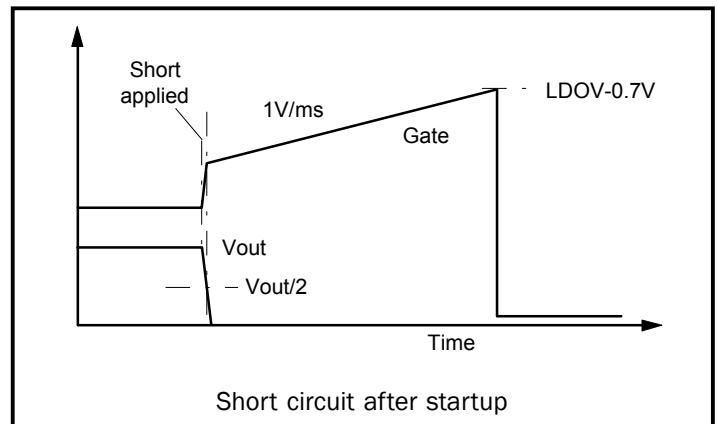 Short
applied
1V/ms
LDOV-0.7V
Gate
Vout
Vout/2
Time
Short circuit after startup